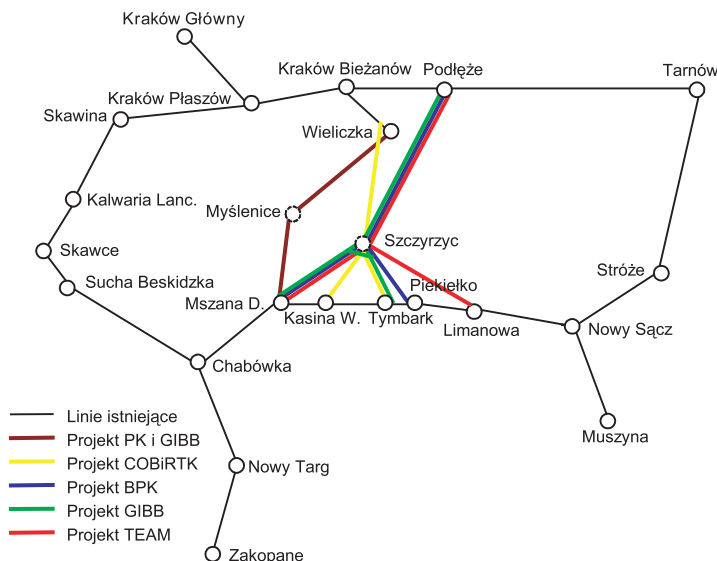 Kraków Główny
Kraków Bieżanów
Podłęże
Tarnów
Kraków Płaszów
Skawina
Wieliczka
Kalwaria Lanc.
Myślenice
Skawce
Szczyrzyc
Sucha Beskidzka
Stróże
Piekiełko
Mszana D.
Kasina W.
Tymbark
Limanowa
Nowy Sącz
Chabówka
Linie istniejące
Projekt PK i GIBB
Muszyna
Projekt COBiRTK
Nowy Targ
Projekt BPK
Projekt GIBB
Projekt TEAM
Zakopane